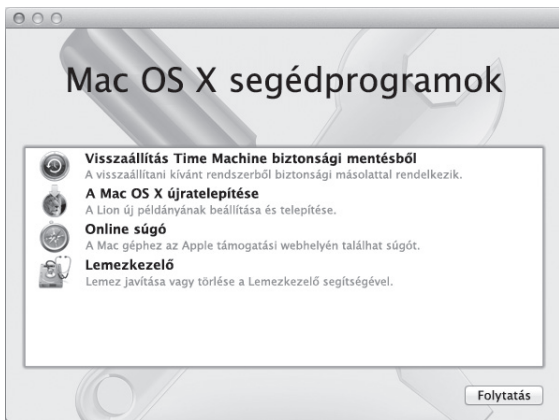 Mac OS X segédprogramok
Visszaállítás Time Machine biztonsági mentésből
A visszaállítani kívánt rendszerből biztonsági másolattal rendelkezik.
A Mac OS X újratelepítése
A Lion új példányának beállítása és telepítése.
Online súgó
A Mac géphez az Apple támogatási webhelyén találhat súgót.
Lemezkezelő
Lemez javítása vagy törlése a Lemezkezelő segítségével.
Folytatás